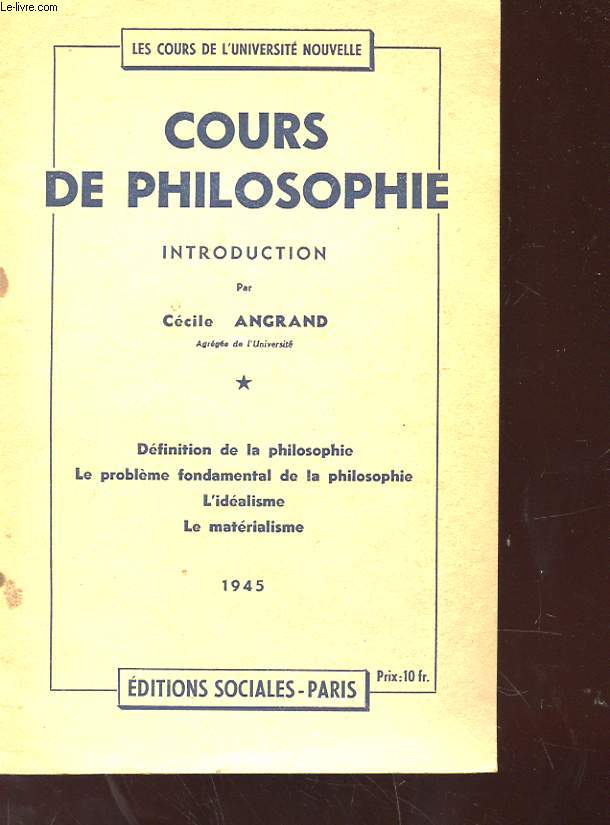 Le-livre.com
LES COURS DE L'UNIVERSITÉ NOUVELLE
COURS
DE PHILOSOPHIE
INTRODUCTION
Par
Cécile ANGRAND
Agrégée de l'Université
★
Définition de la philosophie
Le problème fondamental de la philosophie
L'idéalisme
Le matérialisme
1945
ÉDITIONS SOCIALES-PARIS
Prix: 10 fr.